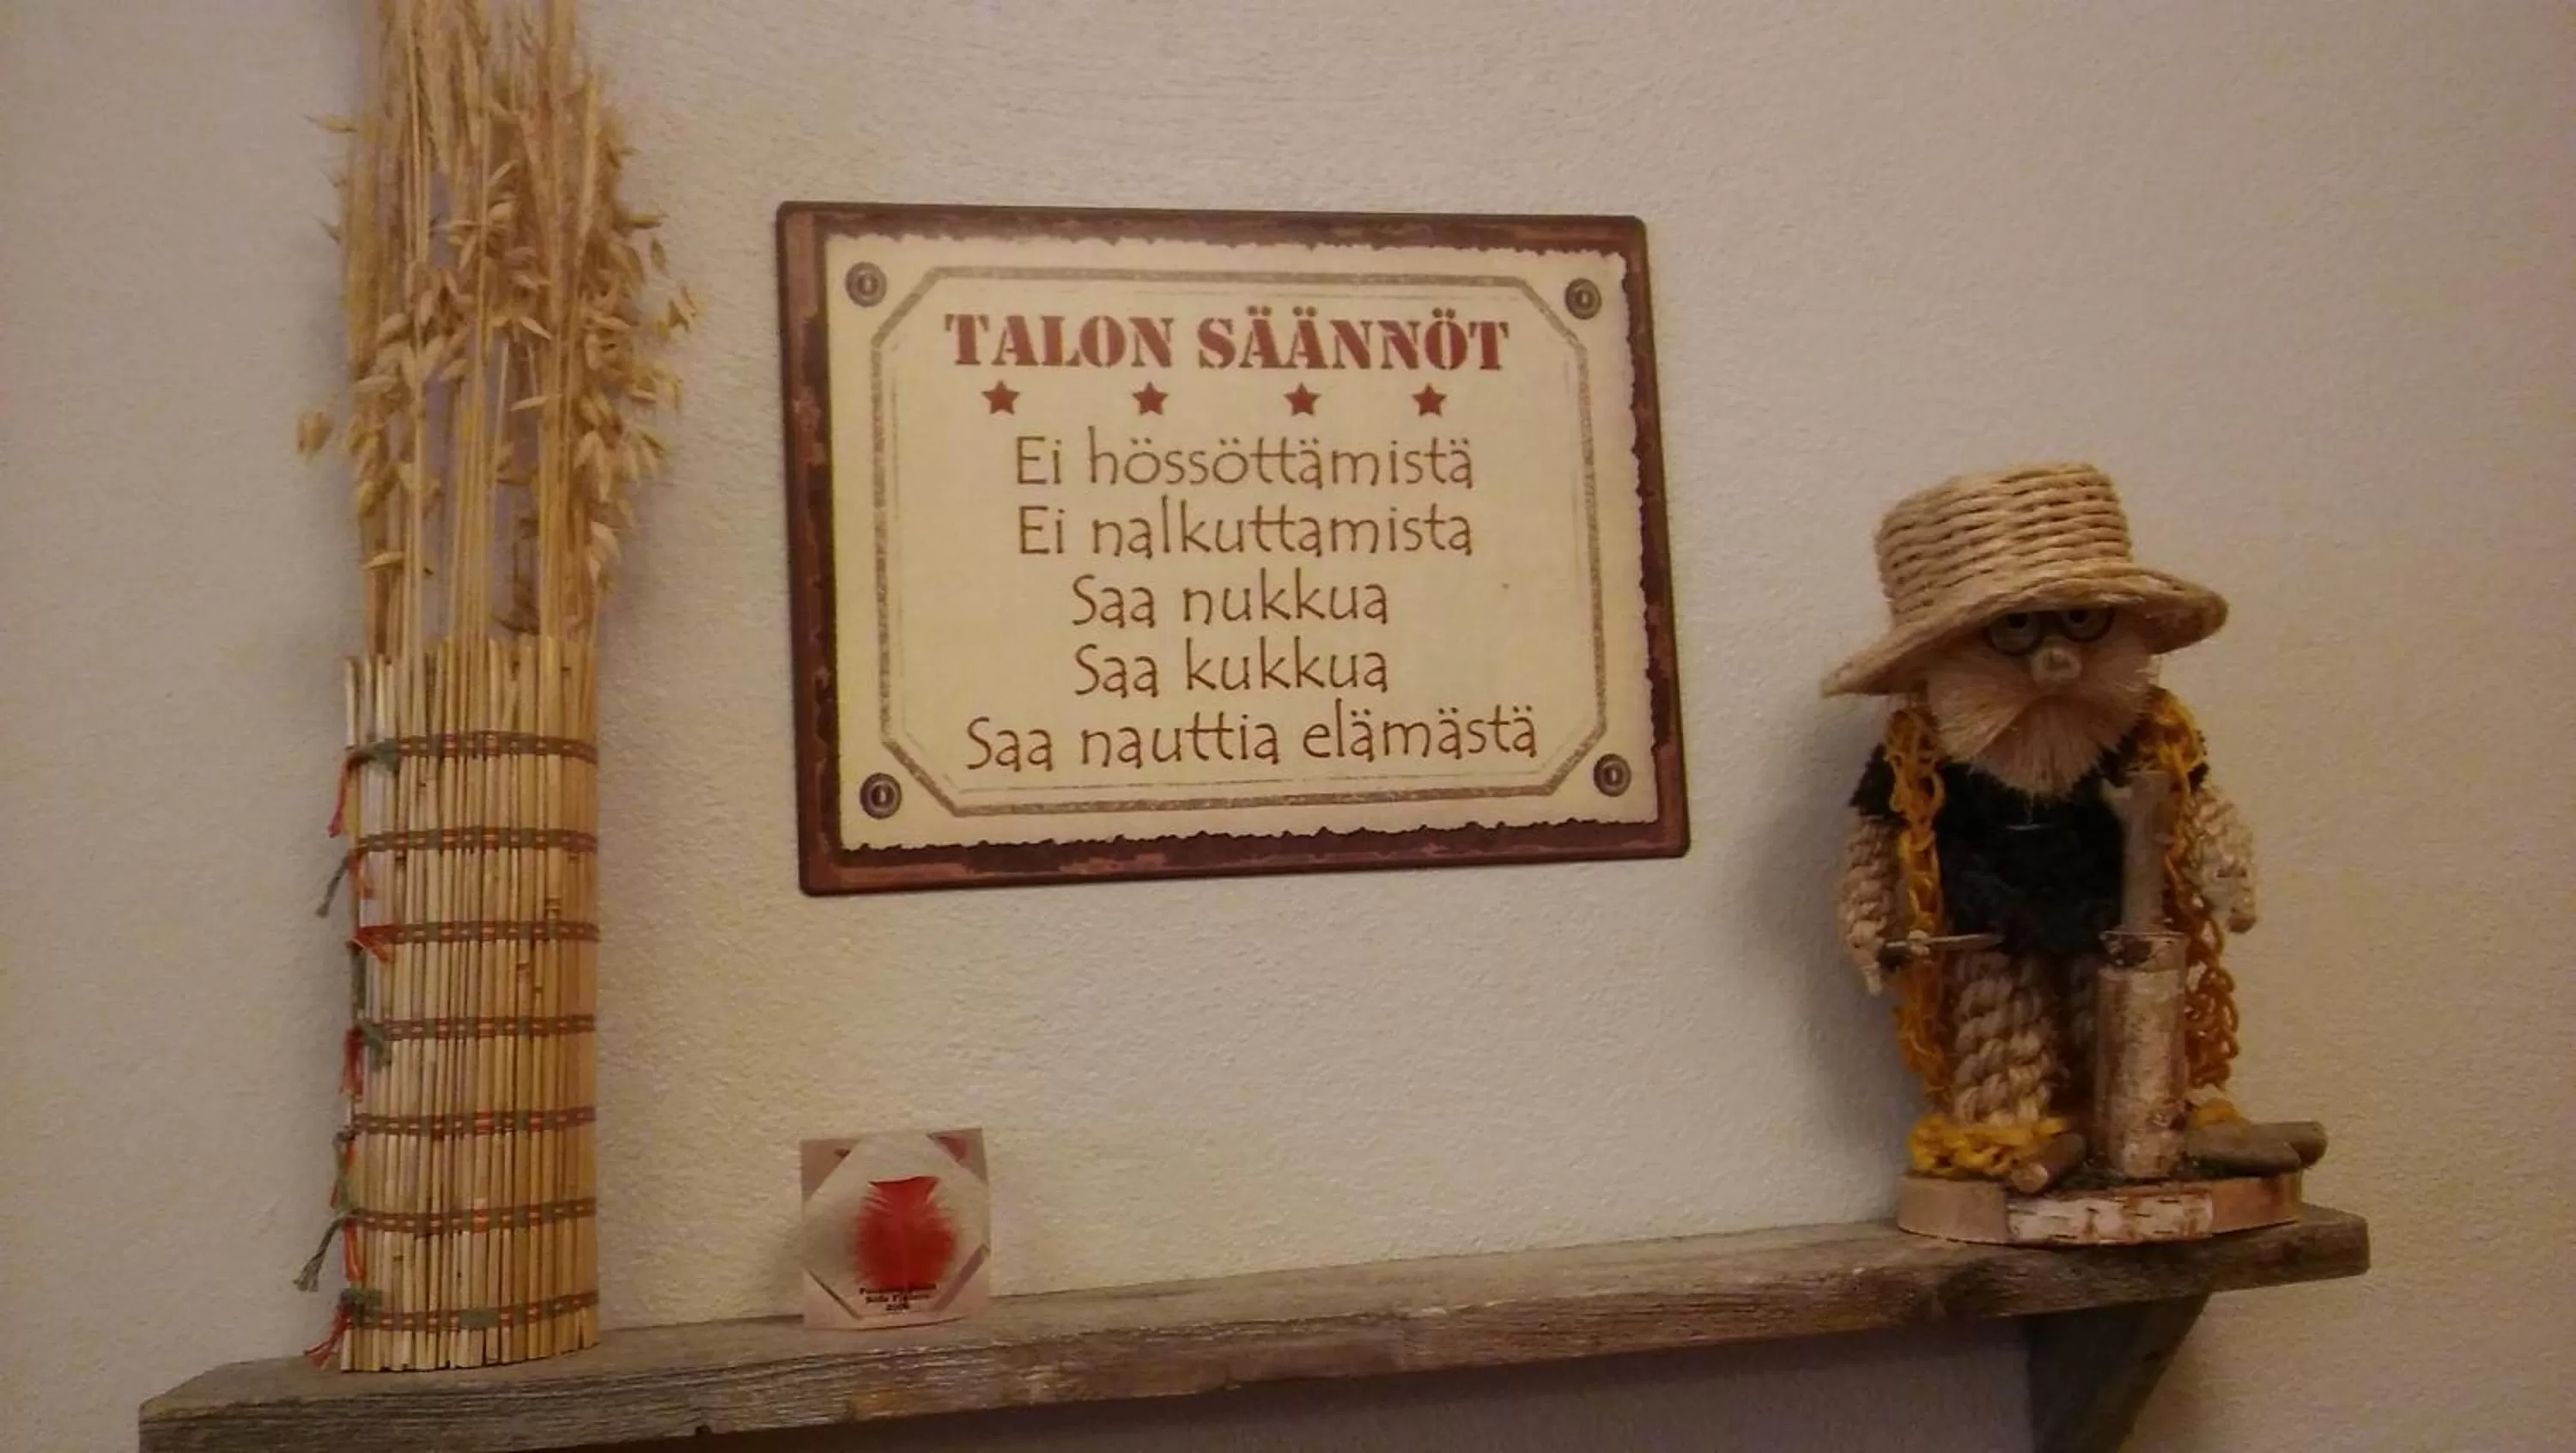 TALON SÄÄNNÖT
Ei hössöttämistä
Ei nalkuttamista
Saa nukkua
Saa kukkua
Saa nauttia elämästä